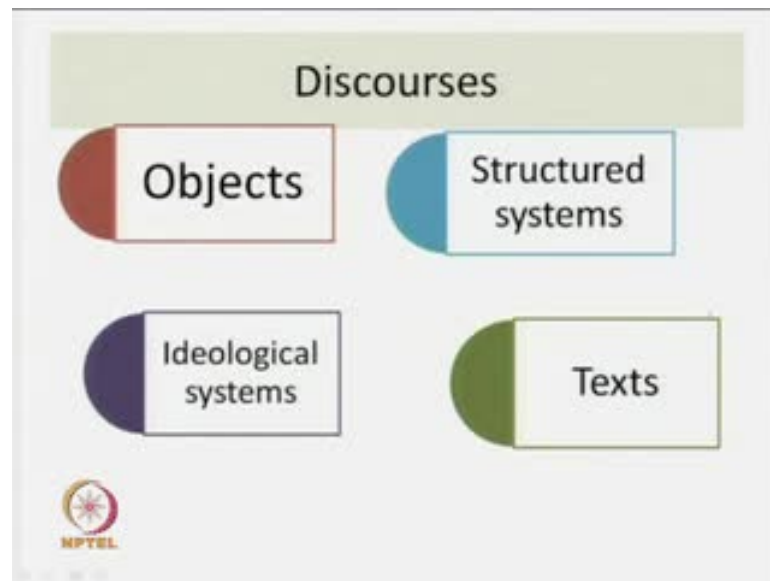 Discourses
Objects
Structured
systems
Ideological
systems
Texts
NPTEL